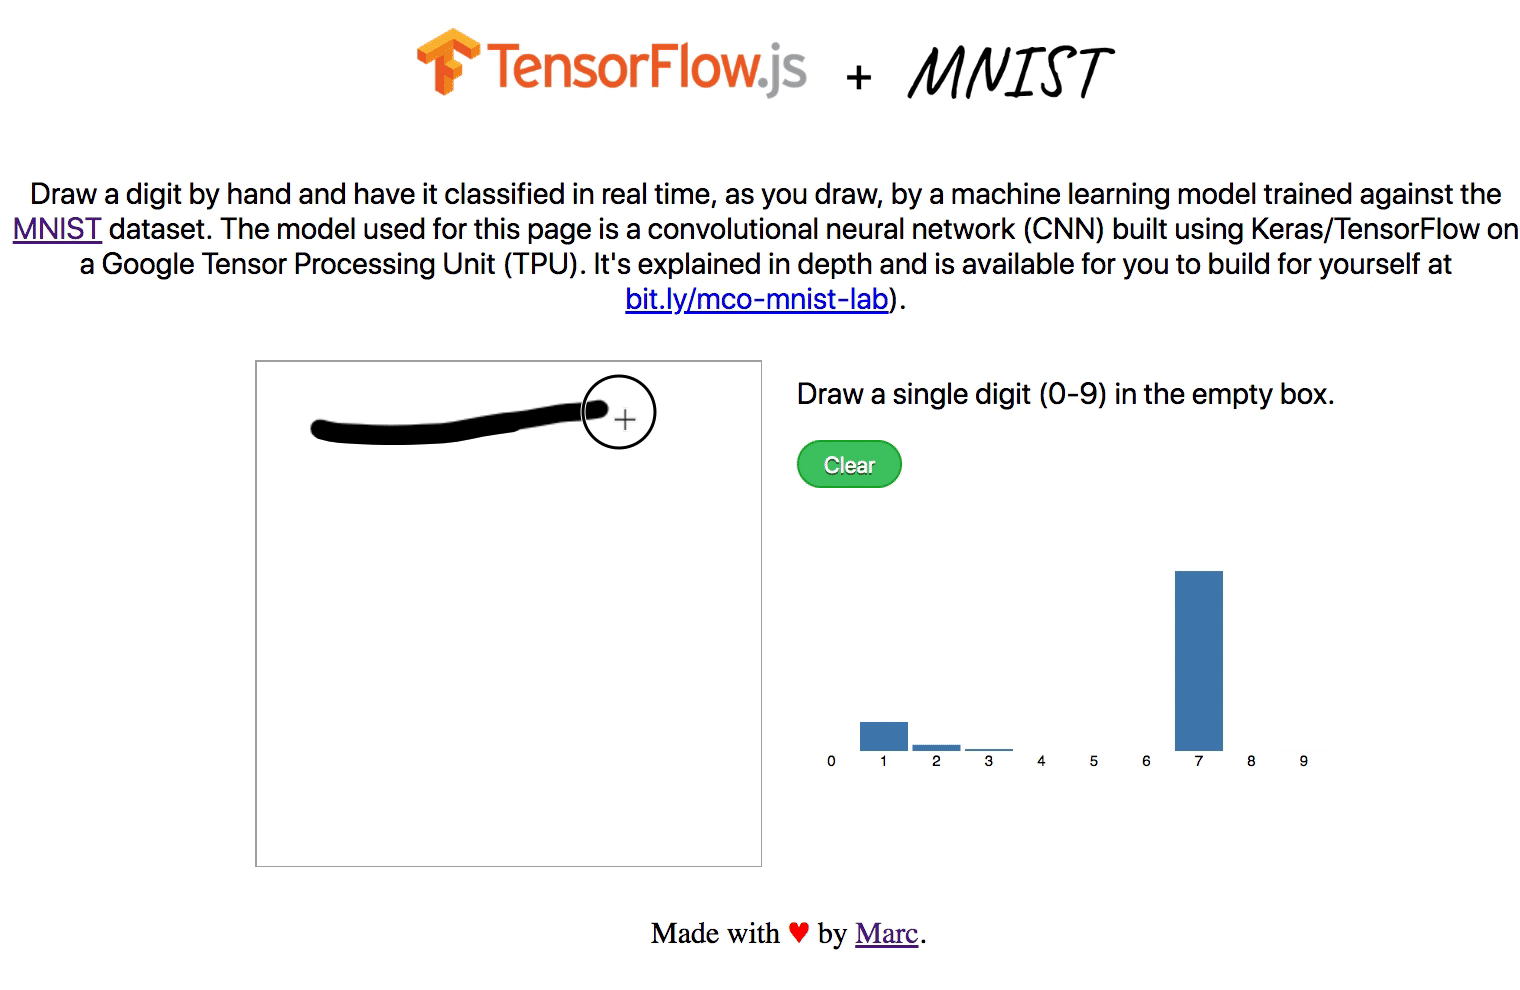 TensorFlow.js + MNIST
Draw a digit by hand and have it classified in real time, as you draw, by a machine learning model trained against the
MNIST dataset. The model used for this page is a convolutional neural network (CNN) built using Keras/TensorFlow on
a Google Tensor Processing Unit (TPU). It's explained in depth and is available for you to build for yourself at
bit.ly/mco-mnist-lab).
Draw a single digit (0-9) in the empty box.
Clear
0 1 2 3 4 5 6 7 8 9
Made with ♥ by Marc.